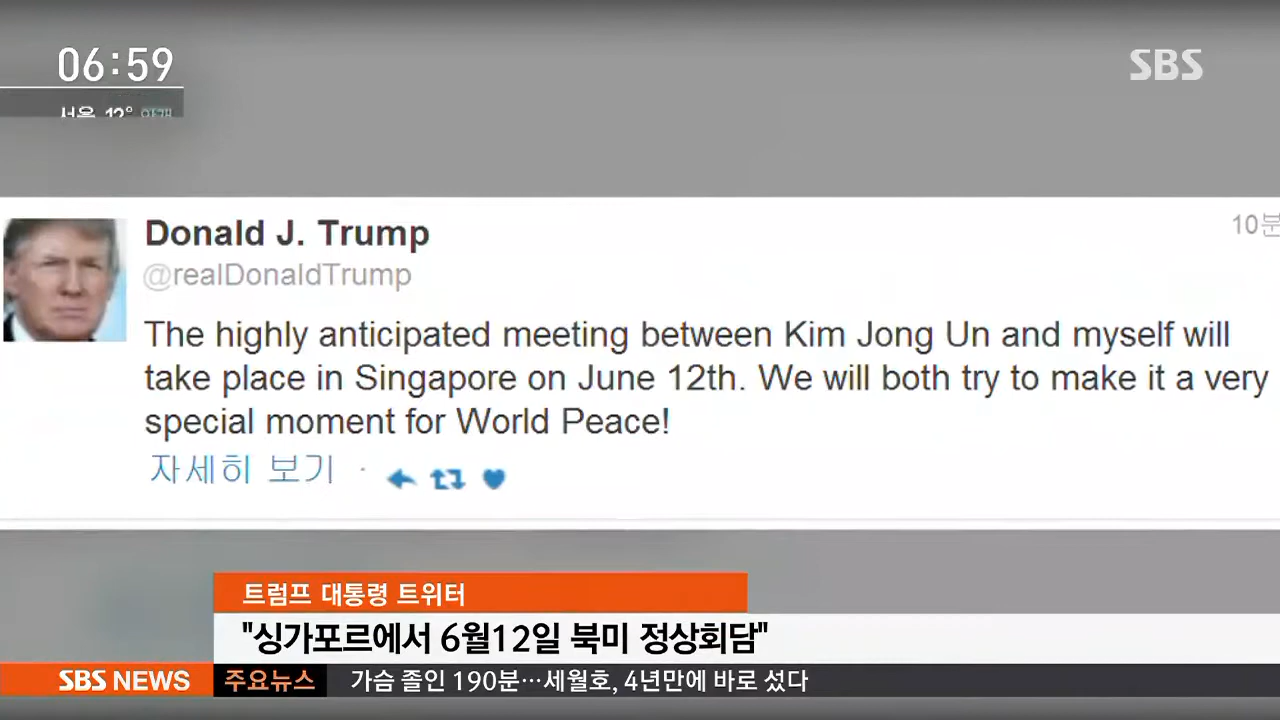 06:59
SBS
서울 12° 안개
Donald J. Trump
10분
@realDonaldTrump
The highly anticipated meeting between Kim Jong Un and myself will
take place in Singapore on June 12th. We will both try to make it a very
special moment for World Peace!
자세히 보기 ·
트럼프 대통령 트위터
"싱가포르에서 6월12일 북미 정상회담"
SBS NEWS 주요뉴스 가슴 졸인 190분…세월호, 4년만에 바로 섰다